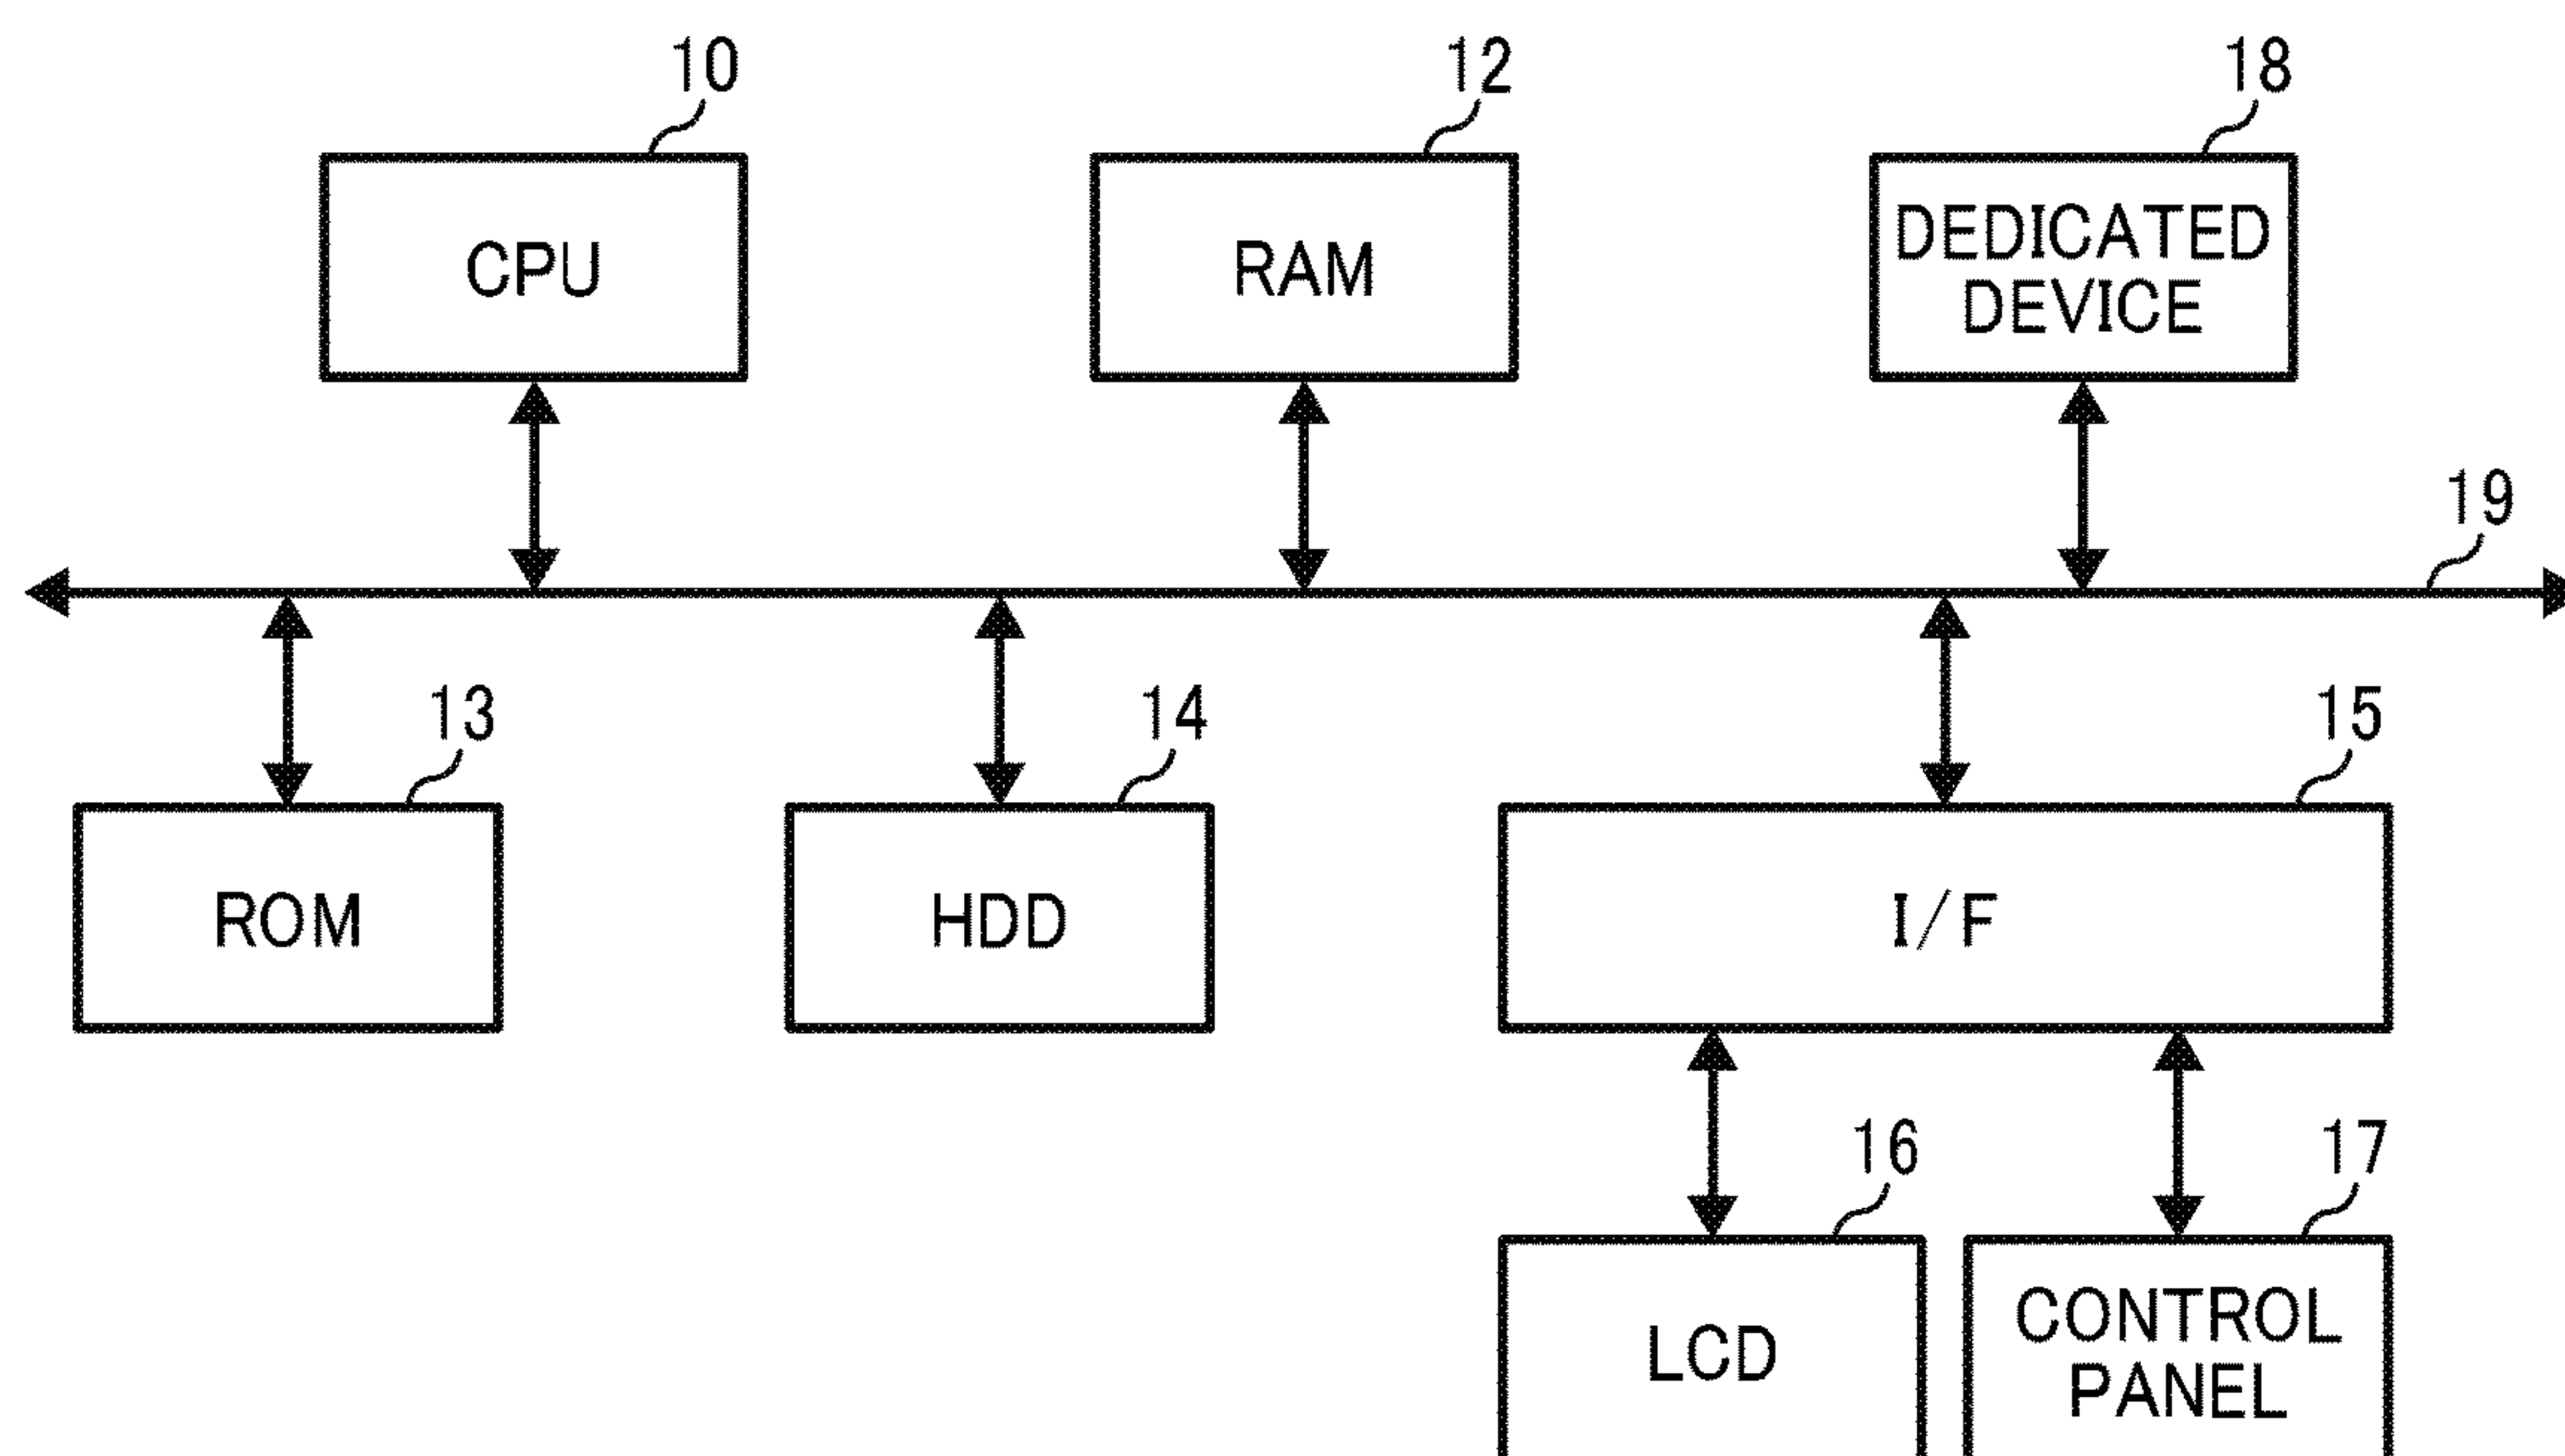 10
12
18
CPU
RAM
DEDICATED
DEVICE
19
13
14
15
ROM
HDD
I/F
16
17
LCD
CONTROL
PANEL